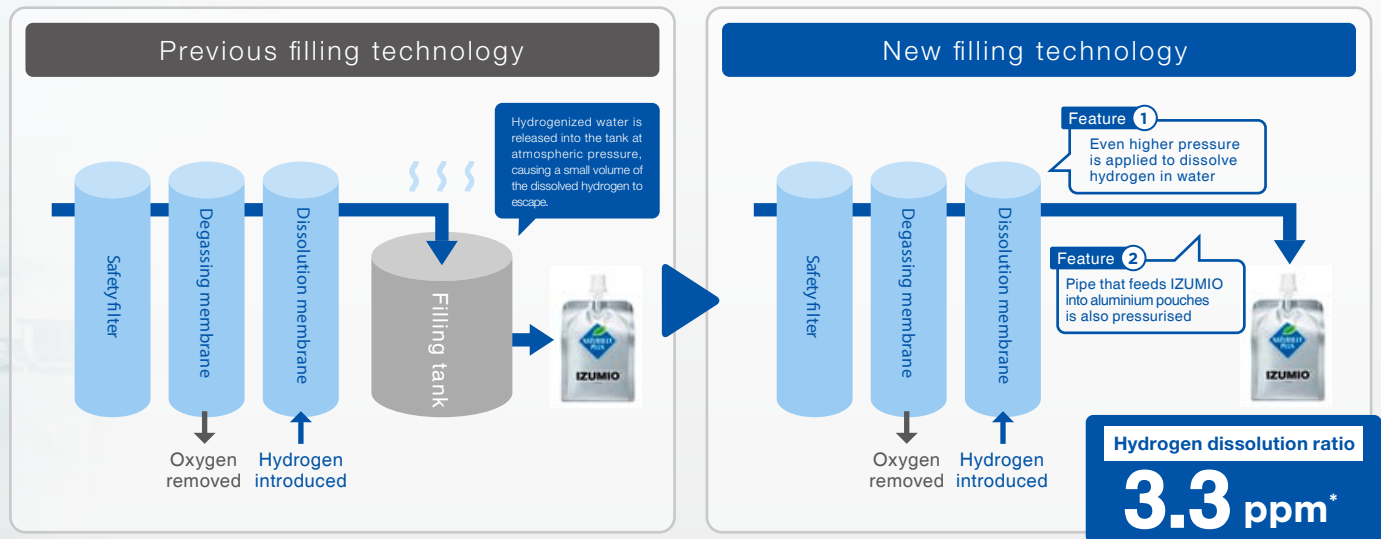 Previous filling technology
Hydrogenized water is
released into the tank at
atmospheric pressure,
causing a small volume of
the dissolved hydrogen to
escape.
Safety filter
Degassing membrane
Dissolution membrane
Filling tank
NATURALLY
PLUS
IZUMIO
Oxygen
removed
Hydrogen
introduced
New filling technology
Feature 1
Even higher pressure
is applied to dissolve
hydrogen in water
Safety filter
Degassing membrane
Dissolution membrane
Feature 2
Pipe that feeds IZUMIO
into aluminium pouches
is also pressurised
NATURALLY
PLUS
IZUMIO
Oxygen
removed
Hydrogen
introduced
Hydrogen dissolution ratio
3.3 ppm*